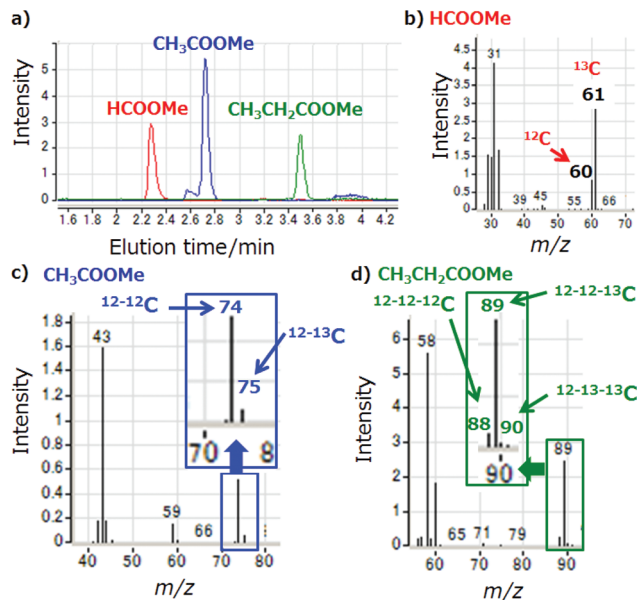 a)
CH3COOMe
HCOOMe
CH3CH2COOMe
Intensity
5
4
3
2
1
0
1.6 1.8 2 2.2 2.4 2.6 2.8 3 3.2 3.4 3.6 3.8 4 4.2
Elution time/min
b) HCOOMe
Intensity
4.5
4
3.5
3
2.5
2
1.5
1
0.5
0
31
13C
61
12C
60
39 45 55 66
30 40 50 60 70
m/z
c) CH3COOMe
12-12C
74
12-13C
75
70 8
Intensity
1.8
1.6
1.4
1.2
1
0.8
0.6
0.4
0.2
0
43
59
66
40 50 60 70 80
m/z
d) CH3CH2COOMe
12-12-12C
89
12-12-13C
12-13-13C
88
90
90
Intensity
6
5
4
3
2
1
0
58
89
65 71 79
60 70 80 90
m/z